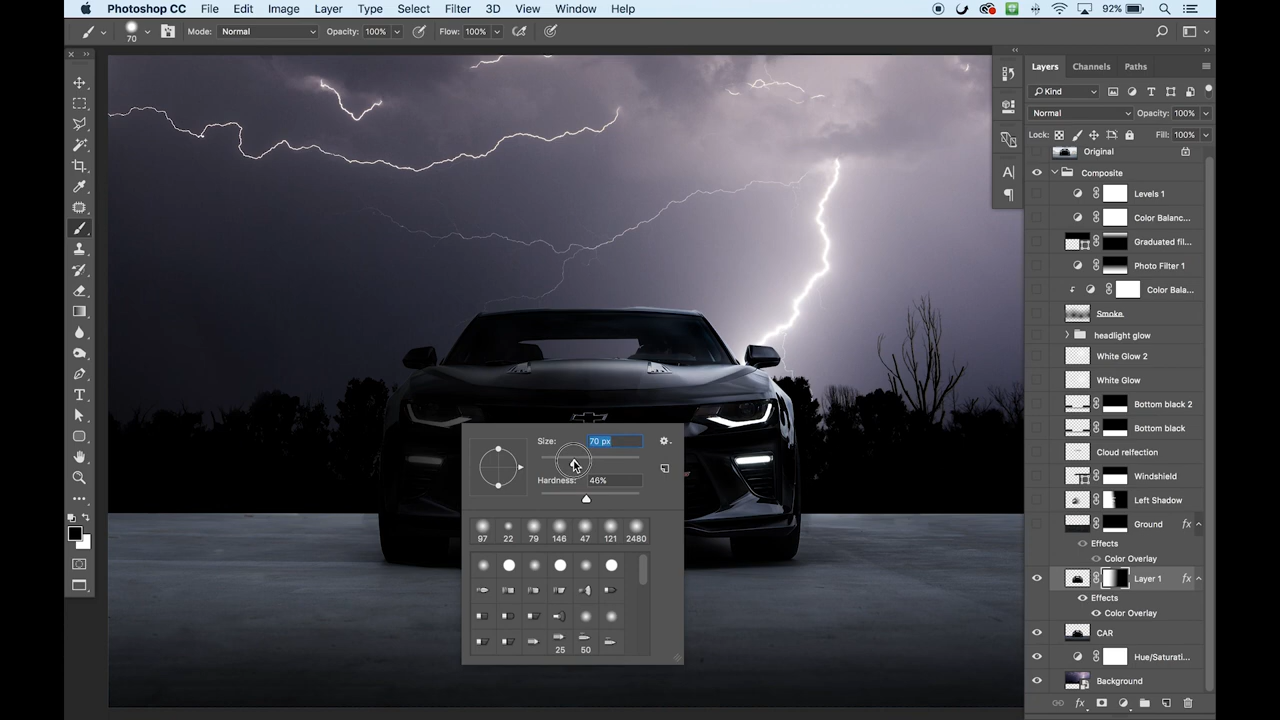 Photoshop CC File Edit Image Layer Type Select Filter 3D View Window Help 92%
70 Mode: Normal Opacity: 100% Flow: 100%
Layers Channels Paths
Kind
Normal Opacity: 100%
Lock: Fill: 100%
Original
Composite
Levels 1
Color Balanc...
Graduated fil...
Photo Filter 1
Color Bala...
Smoke
headlight glow
White Glow 2
White Glow
Bottom black 2
Bottom black
Cloud relfection
Windshield
Left Shadow
Ground fx
Effects
Color Overlay
Layer 1 fx
Effects
Color Overlay
CAR
Hue/Saturati...
Background
fx
Size: 70 px
Hardness: 46%
97 22 79 146 47 121 2480
25 50